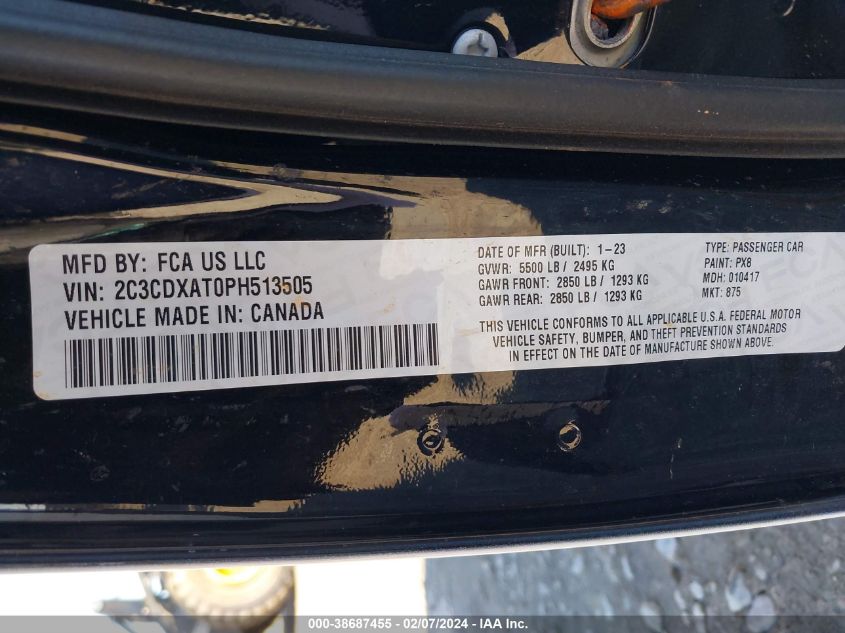 MFD BY: FCA US LLC
VIN: 2C3CDXAT0PH513505
VEHICLE MADE IN: CANADA
DATE OF MFR (BUILT): 1-23
GVWR: 5500 LB / 2495 KG
GAWR FRONT: 2850 LB / 1293 KG
GAWR REAR: 2850 LB / 1293 KG
TYPE: PASSENGER CAR
PAINT: PX8
MDH: 010417
MKT: 875
THIS VEHICLE CONFORMS TO ALL APPLICABLE U.S.A. FEDERAL MOTOR
VEHICLE SAFETY, BUMPER, AND THEFT PREVENTION STANDARDS
IN EFFECT ON THE DATE OF MANUFACTURE SHOWN ABOVE.
000-38687455 - 02/07/2024 - IAA Inc.